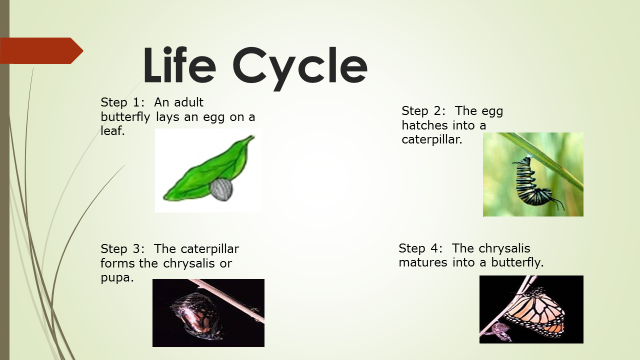 Life Cycle
Step 1:  An adult
butterfly lays an egg on a
leaf.
Step 2:  The egg
hatches into a
caterpillar.
Step 3:  The caterpillar
forms the chrysalis or
pupa.
Step 4:  The chrysalis
matures into a butterfly.